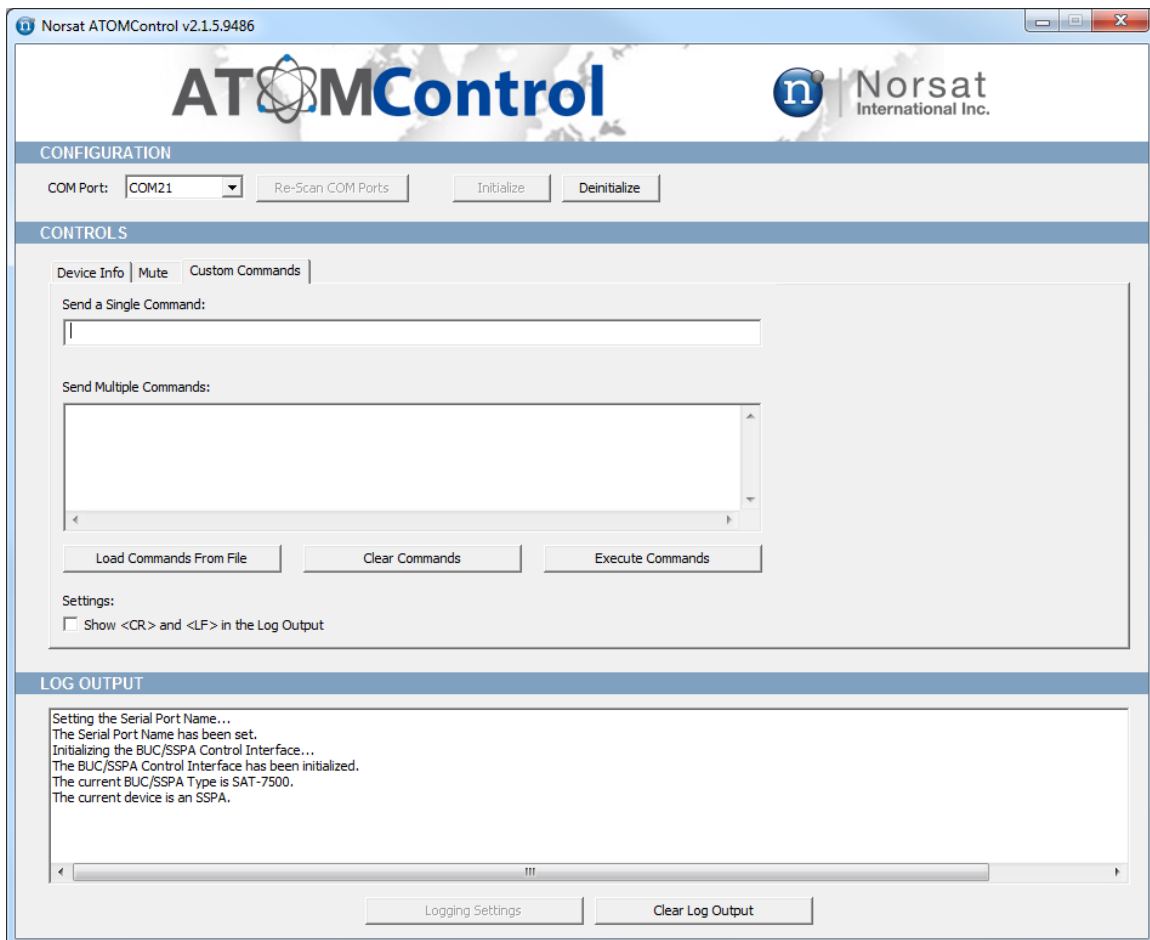 Norsat ATOMControl v2.1.5.9486
ATOMControl
n Norsat
International Inc.
CONFIGURATION
COM Port: COM21 Re-Scan COM Ports Initialize Deinitialize
CONTROLS
Device Info Mute Custom Commands
Send a Single Command:
Send Multiple Commands:
Load Commands From File Clear Commands Execute Commands
Settings:
Show <CR> and <LF> in the Log Output
LOG OUTPUT
Setting the Serial Port Name...
The Serial Port Name has been set.
Initializing the BUC/SSPA Control Interface...
The BUC/SSPA Control Interface has been initialized.
The current BUC/SSPA Type is SAT-7500.
The current device is an SSPA.
Logging Settings Clear Log Output